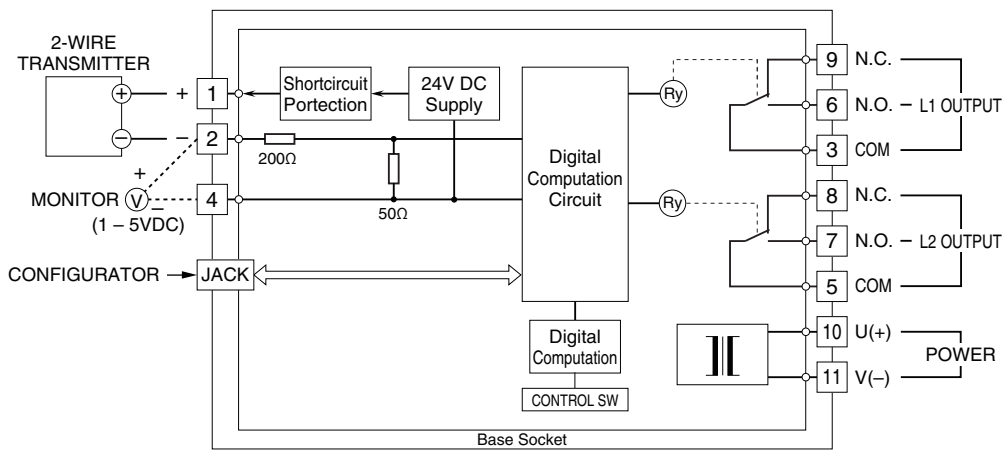 2-WIRE
TRANSMITTER
+
−
+
−
1
2
4
Shortcircuit
Portection
24V DC
Supply
200Ω
50Ω
+
MONITOR V
−
(1 – 5VDC)
CONFIGURATOR
JACK
Digital
Computation
Circuit
Digital
Computation
CONTROL SW
Ry
Ry
9 N.C.
6 N.O. L1 OUTPUT
3 COM
8 N.C.
7 N.O. L2 OUTPUT
5 COM
10 U(+)
POWER
11 V(–)
Base Socket